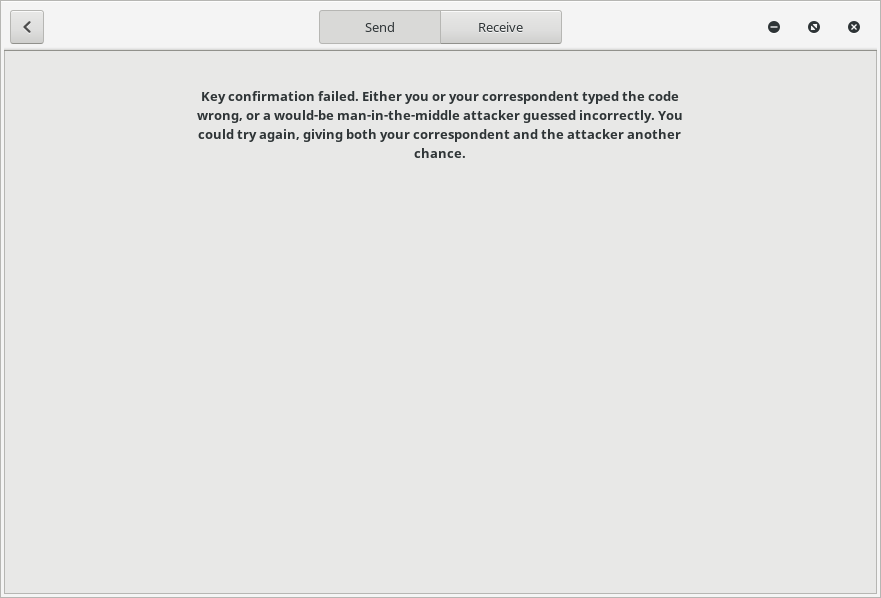 Send
Receive
Key confirmation failed. Either you or your correspondent typed the code
wrong, or a would-be man-in-the-middle attacker guessed incorrectly. You
could try again, giving both your correspondent and the attacker another
chance.